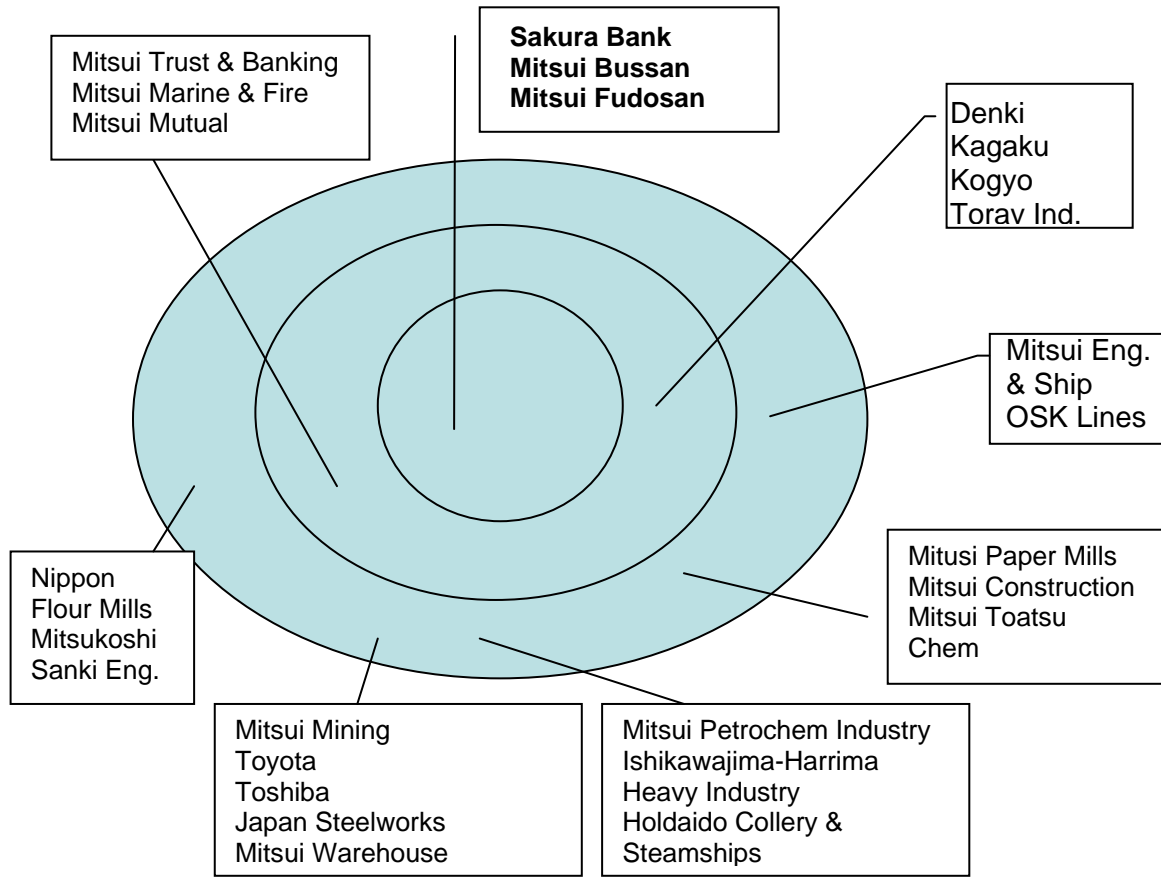 Sakura Bank
Mitsui Bussan
Mitsui Fudosan
Mitsui Trust & Banking
Mitsui Marine & Fire
Mitsui Mutual
Denki
Kagaku
Kogyo
Toray Ind.
Mitsui Eng.
& Ship
OSK Lines
Mitusi Paper Mills
Mitsui Construction
Mitsui Toatsu
Chem
Nippon
Flour Mills
Mitsukoshi
Sanki Eng.
Mitsui Mining
Toyota
Toshiba
Japan Steelworks
Mitsui Warehouse
Mitsui Petrochem Industry
Ishikawajima-Harrima
Heavy Industry
Holdaido Collery &
Steamships